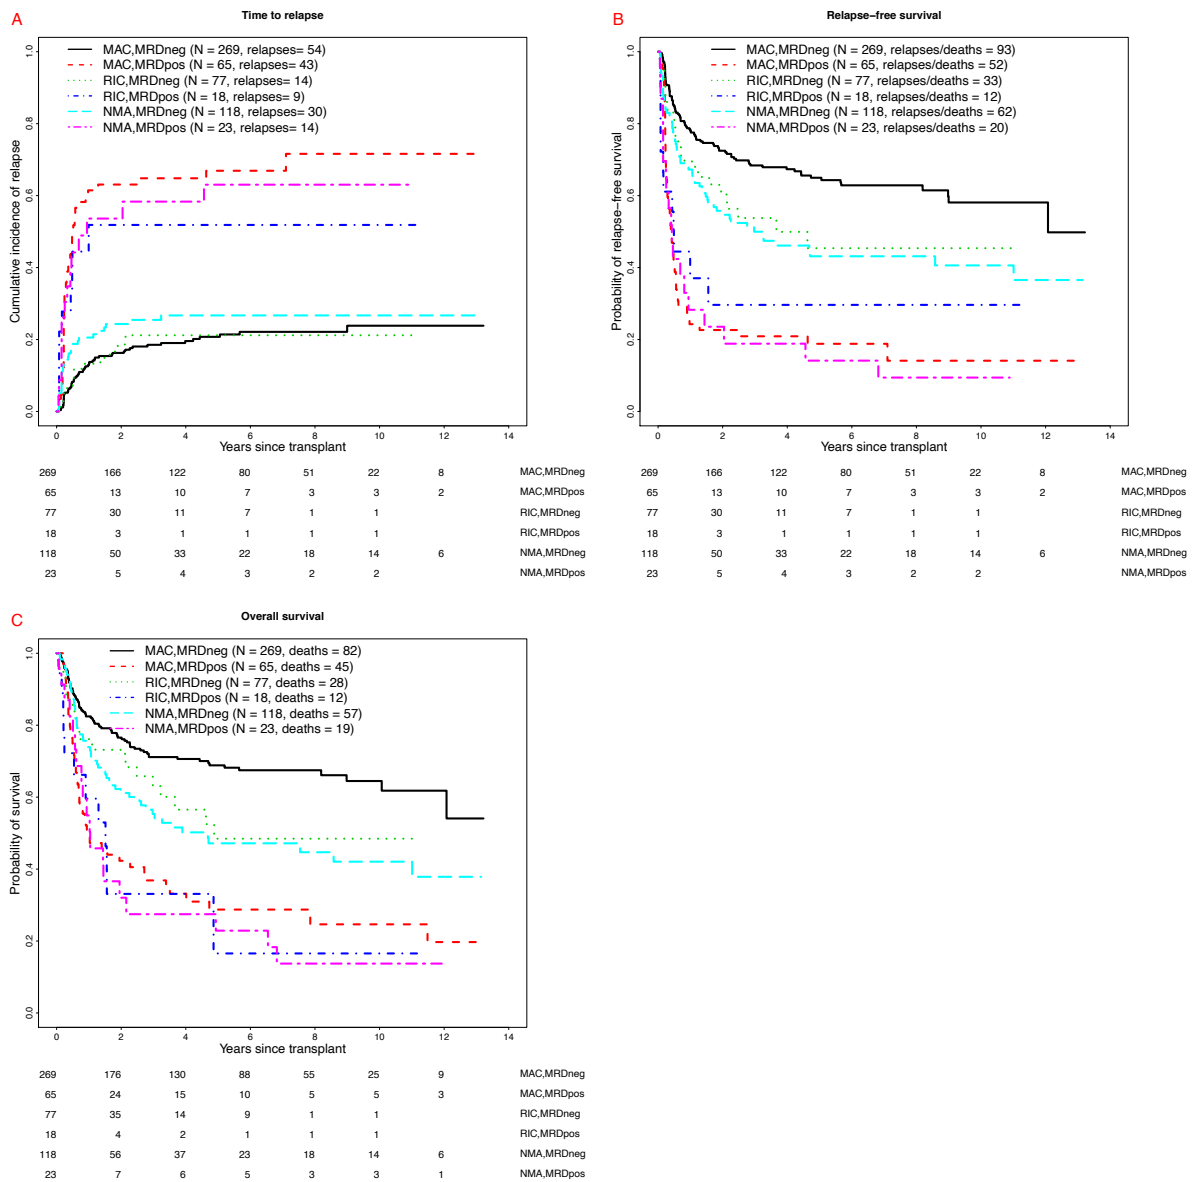 A
Time to relapse
MAC,MRDneg (N = 269, relapses= 54)
MAC,MRDpos (N = 65, relapses= 43)
RIC,MRDneg (N = 77, relapses= 14)
RIC,MRDpos (N = 18, relapses= 9)
NMA,MRDneg (N = 118, relapses= 30)
NMA,MRDpos (N = 23, relapses= 14)
Cumulative incidence of relapse
1.0
0.8
0.6
0.4
0.2
0.0
0 2 4 6 8 10 12 14
Years since transplant
269 166 122 80 51 22 8 MAC,MRDneg
65 13 10 7 3 3 2 MAC,MRDpos
77 30 11 7 1 1 RIC,MRDneg
18 3 1 1 1 1 RIC,MRDpos
118 50 33 22 18 14 6 NMA,MRDneg
23 5 4 3 2 2 NMA,MRDpos
B
Relapse−free survival
MAC,MRDneg (N = 269, relapses/deaths = 93)
MAC,MRDpos (N = 65, relapses/deaths = 52)
RIC,MRDneg (N = 77, relapses/deaths = 33)
RIC,MRDpos (N = 18, relapses/deaths = 12)
NMA,MRDneg (N = 118, relapses/deaths = 62)
NMA,MRDpos (N = 23, relapses/deaths = 20)
Probability of relapse−free survival
1.0
0.8
0.6
0.4
0.2
0.0
0 2 4 6 8 10 12 14
Years since transplant
269 166 122 80 51 22 8 MAC,MRDneg
65 13 10 7 3 3 2 MAC,MRDpos
77 30 11 7 1 1 RIC,MRDneg
18 3 1 1 1 1 RIC,MRDpos
118 50 33 22 18 14 6 NMA,MRDneg
23 5 4 3 2 2 NMA,MRDpos
C
Overall survival
MAC,MRDneg (N = 269, deaths = 82)
MAC,MRDpos (N = 65, deaths = 45)
RIC,MRDneg (N = 77, deaths = 28)
RIC,MRDpos (N = 18, deaths = 12)
NMA,MRDneg (N = 118, deaths = 57)
NMA,MRDpos (N = 23, deaths = 19)
Probability of survival
1.0
0.8
0.6
0.4
0.2
0.0
0 2 4 6 8 10 12 14
Years since transplant
269 176 130 88 55 25 9 MAC,MRDneg
65 24 15 10 5 5 3 MAC,MRDpos
77 35 14 9 1 1 RIC,MRDneg
18 4 2 1 1 1 RIC,MRDpos
118 56 37 23 18 14 6 NMA,MRDneg
23 7 6 5 3 3 1 NMA,MRDpos